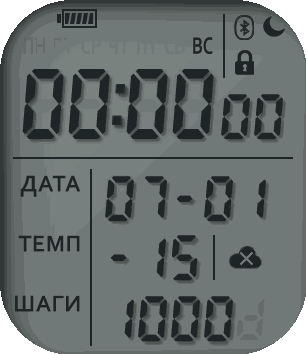 ПН ВТ СР ЧТ ПТ СБ ВС
00:00 00
ДАТА 07-01
ТЕМП -15
ШАГИ 1000